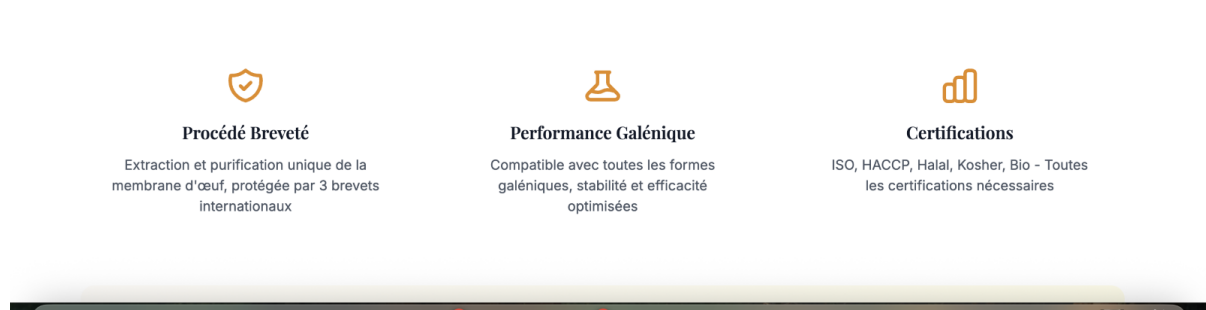 Procédé Breveté
Extraction et purification unique de la
membrane d'œuf, protégée par 3 brevets
internationaux
Performance Galénique
Compatible avec toutes les formes
galéniques, stabilité et efficacité
optimisées
Certifications
ISO, HACCP, Halal, Kosher, Bio - Toutes
les certifications nécessaires